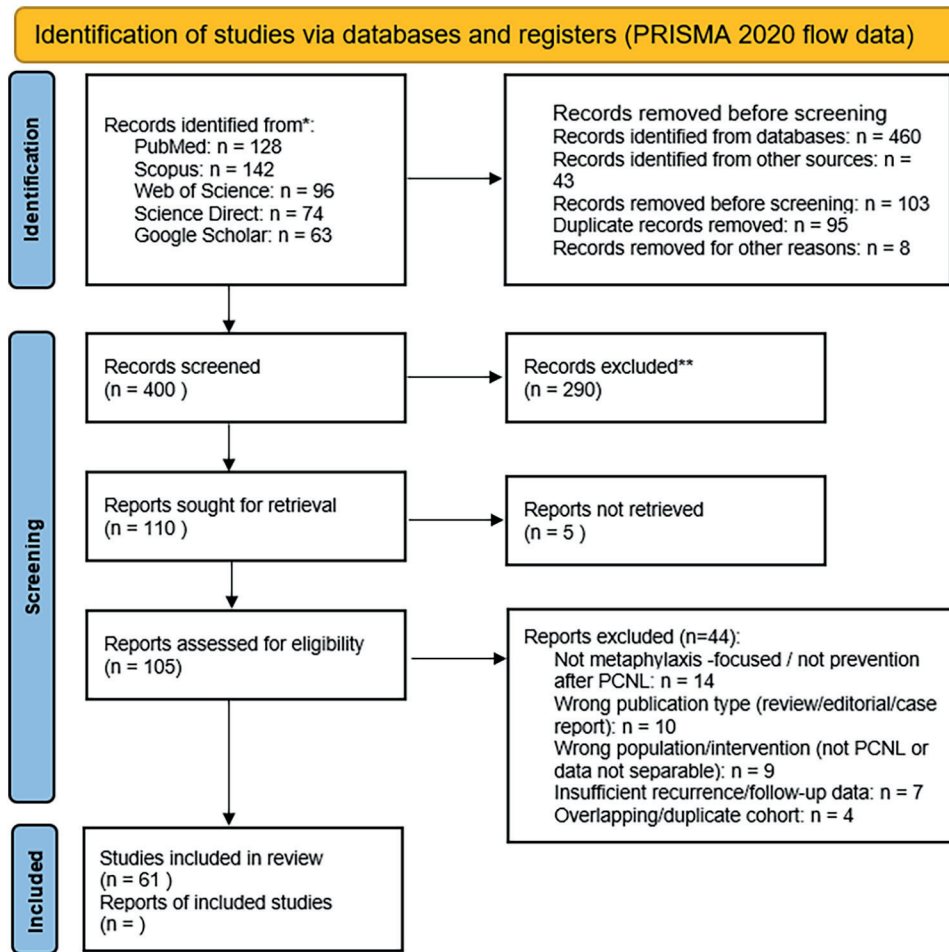 Identification of studies via databases and registers (PRISMA 2020 flow data)
Identification
Records identified from*:
PubMed: n = 128
Scopus: n = 142
Web of Science: n = 96
Science Direct: n = 74
Google Scholar: n = 63
Records removed before screening
Records identified from databases: n = 460
Records identified from other sources: n =
43
Records removed before screening: n = 103
Duplicate records removed: n = 95
Records removed for other reasons: n = 8
Screening
Records screened
(n = 400 )
Records excluded**
(n = 290)
Reports sought for retrieval
(n = 110 )
Reports not retrieved
(n = 5 )
Reports assessed for eligibility
(n = 105)
Reports excluded (n=44):
Not metaphylaxis -focused / not prevention
after PCNL: n = 14
Wrong publication type (review/editorial/case
report): n = 10
Wrong population/intervention (not PCNL or
data not separable): n = 9
Insufficient recurrence/follow-up data: n = 7
Overlapping/duplicate cohort: n = 4
Included
Studies included in review
(n = 61 )
Reports of included studies
(n = )